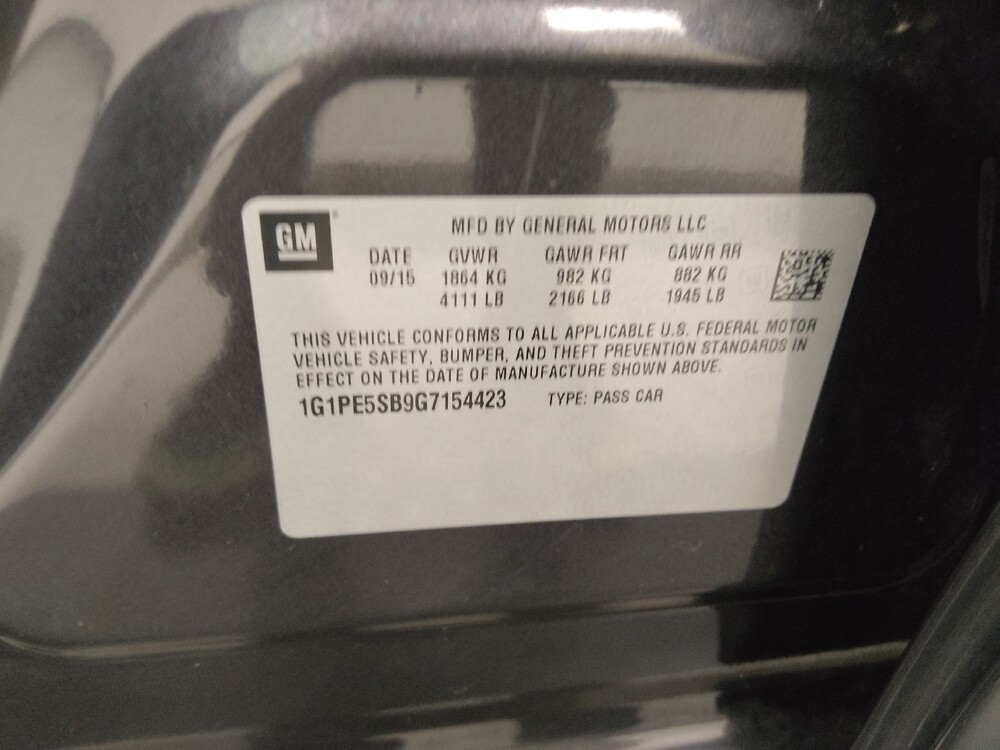 GM
MFD BY GENERAL MOTORS LLC
DATE GVWR GAWR FRT GAWR RR
09/15 1864 KG 982 KG 882 KG
4111 LB 2166 LB 1945 LB
THIS VEHICLE CONFORMS TO ALL APPLICABLE U.S. FEDERAL MOTOR
VEHICLE SAFETY, BUMPER, AND THEFT PREVENTION STANDARDS IN
EFFECT ON THE DATE OF MANUFACTURE SHOWN ABOVE.
1G1PE5SB9G7154423 TYPE: PASS CAR